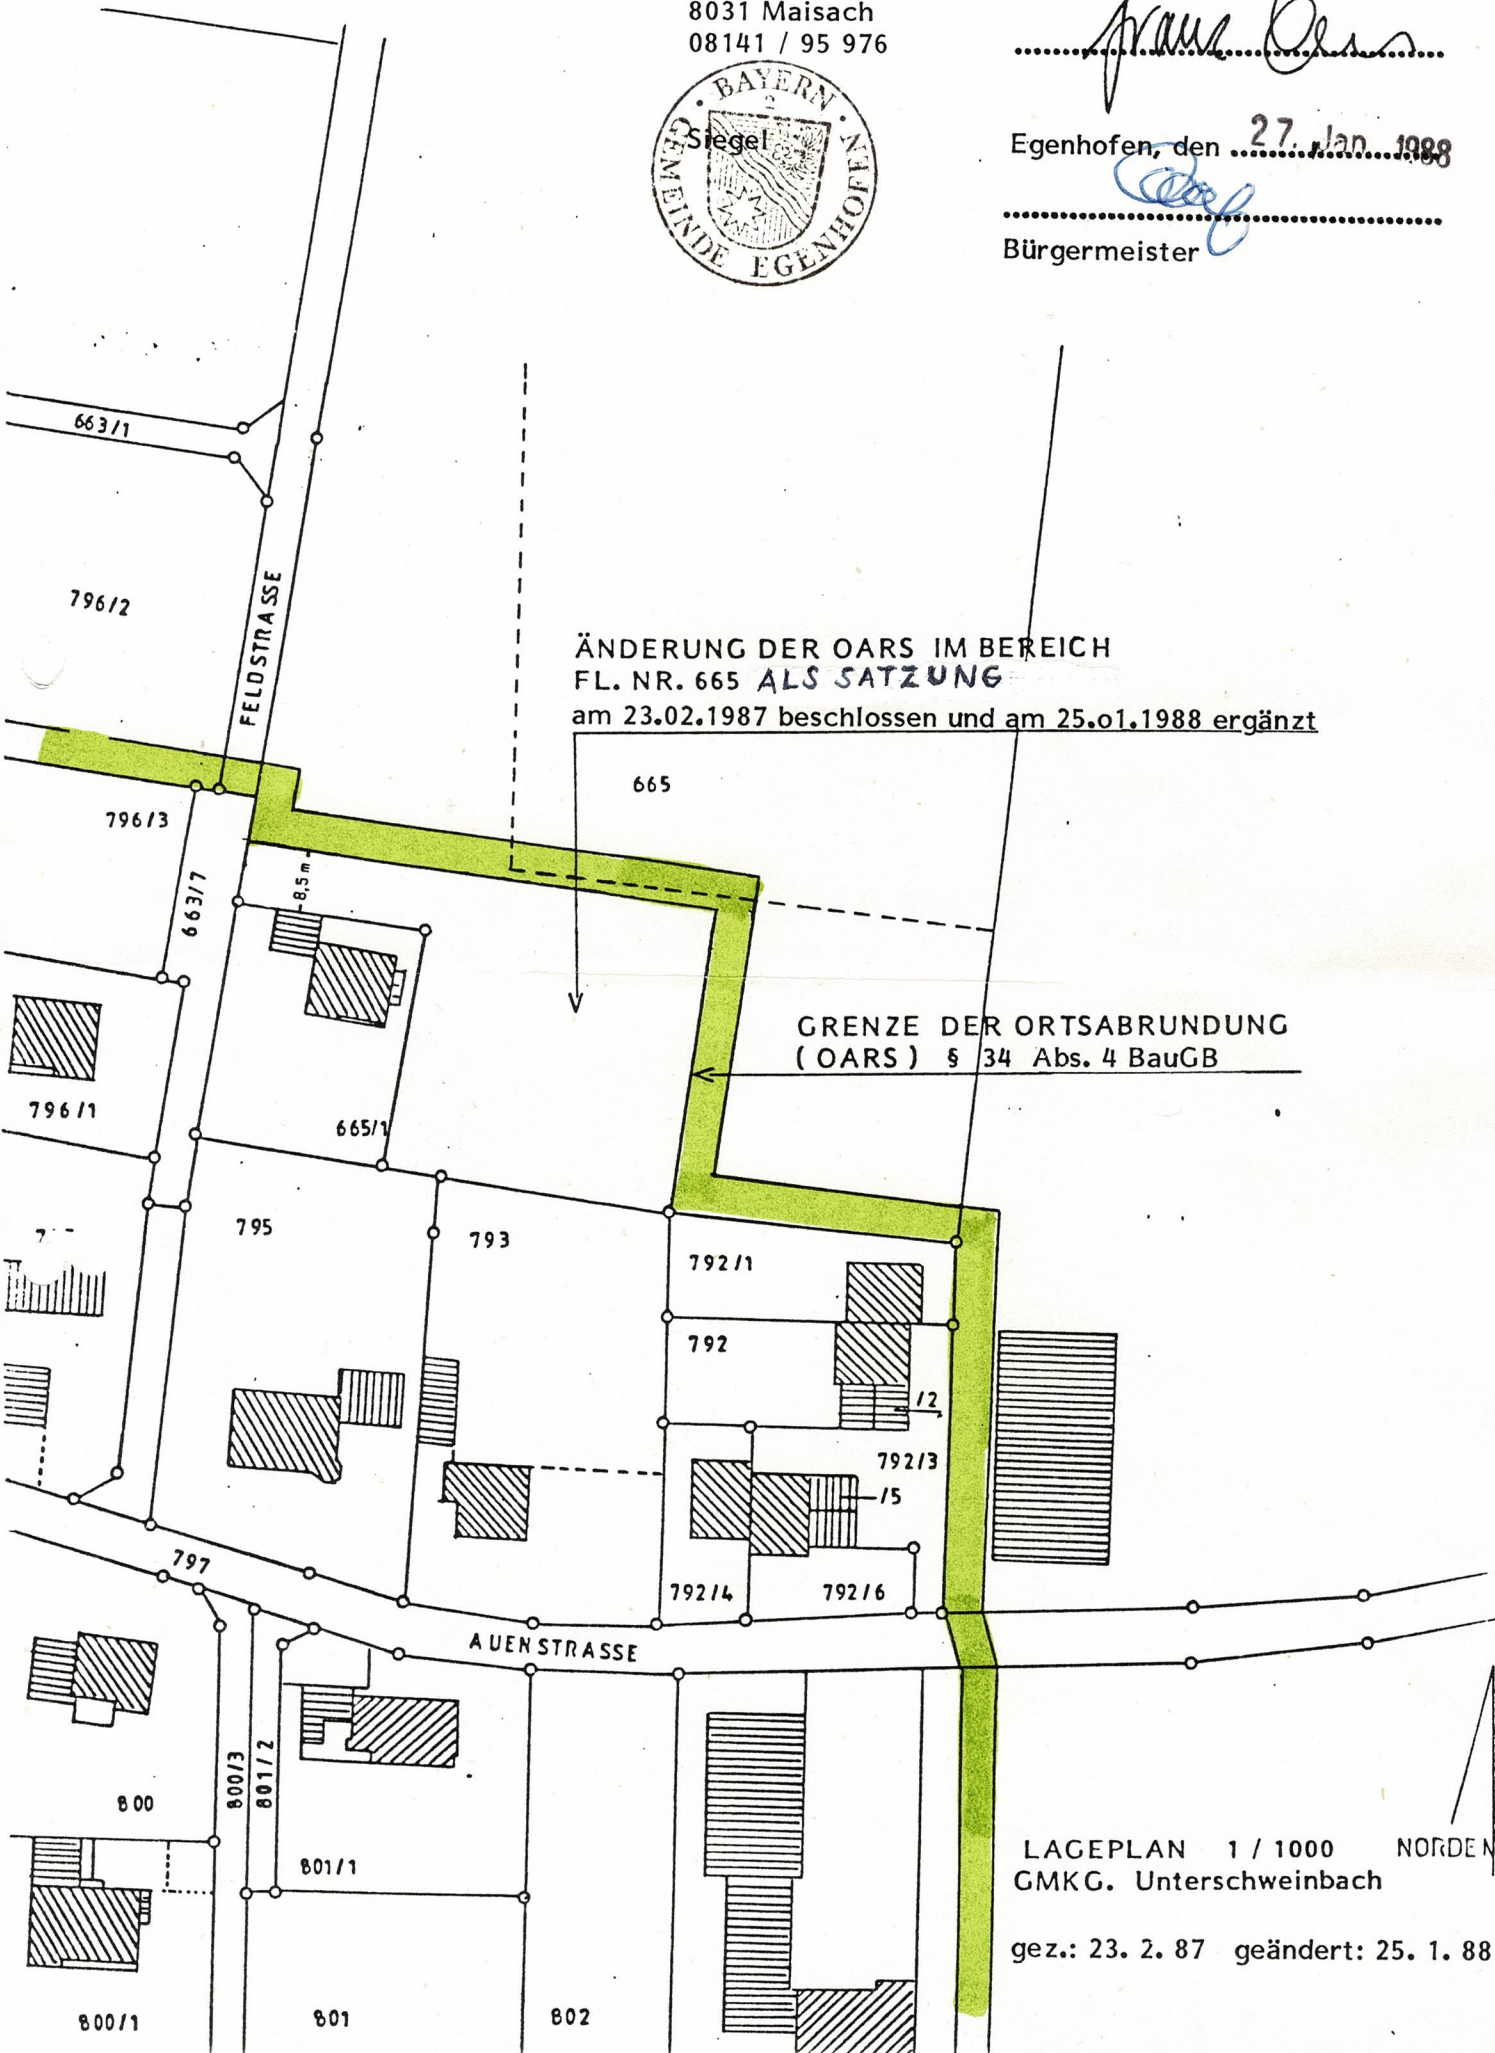 8031 Maisach
08141 / 95 976
BAYERN
2
GEMEINDE EGENHOFEN
Siegel
Egenhofen, den 27. Jan. 1988
Bürgermeister
663/1
796/2
FELDSTRASSE
ÄNDERUNG DER OARS IM BEREICH
FL. NR. 665 ALS SATZUNG
am 23.02.1987 beschlossen und am 25.o1.1988 ergänzt
665
796/3
663/7
8,5m
GRENZE DER ORTSABRUNDUNG
( OARS ) § 34 Abs. 4 BauGB
796/1
665/1
795
793
792/1
792
/2
792/3
/5
797
792/4
792/6
AUENSTRASSE
800/3
801/2
800
801/1
LAGEPLAN 1 / 1000 NORDEN
GMKG. Unterschweinbach
gez.: 23. 2. 87 geändert: 25. 1. 88
800/1
801
802